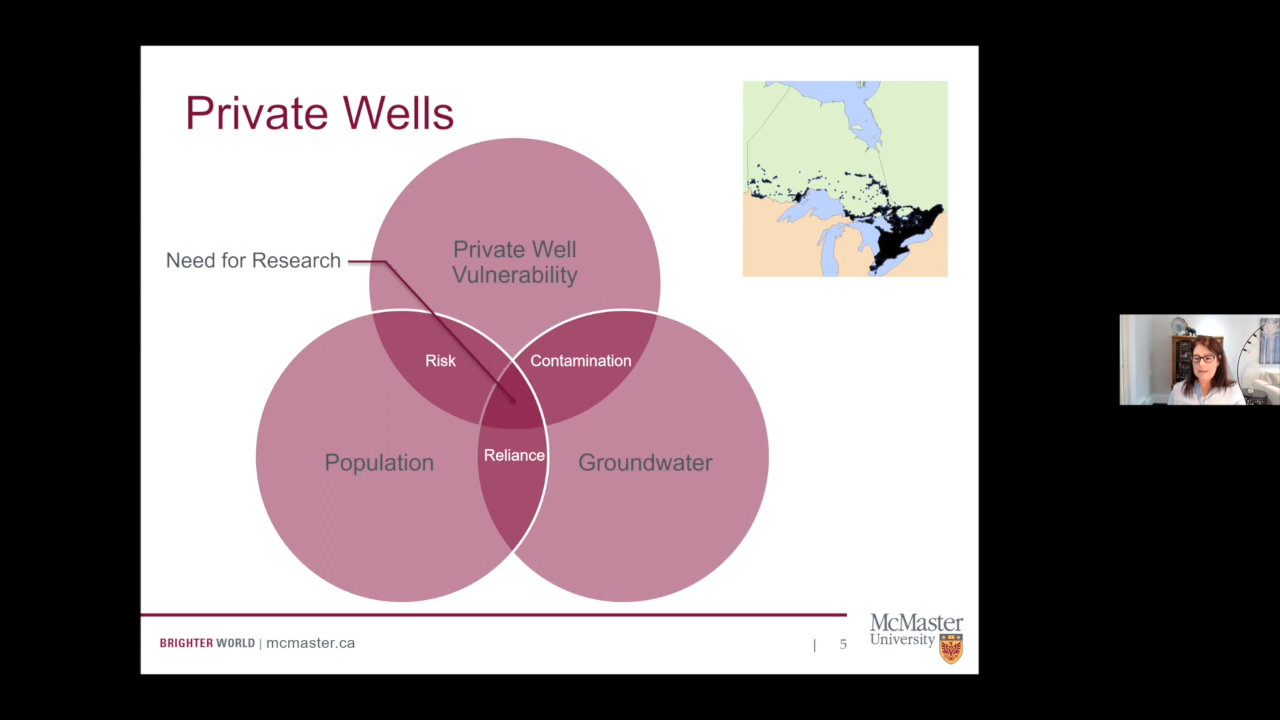 Private Wells
Need for Research
Private Well
Vulnerability
Risk
Contamination
Population
Reliance
Groundwater
BRIGHTER WORLD | mcmaster.ca
| 5
McMaster
University